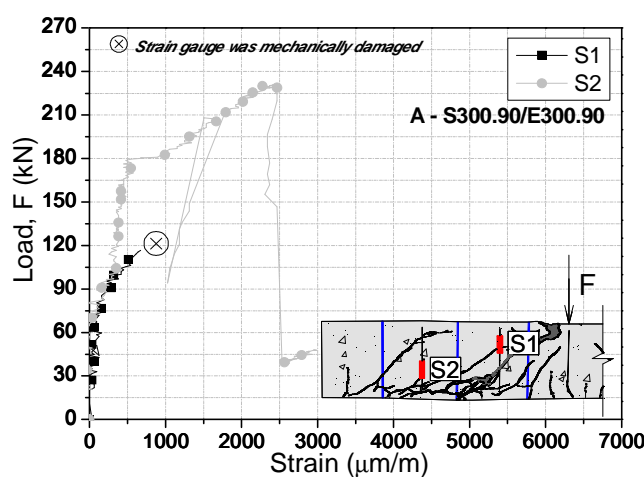 270
240
210
180
150
120
90
60
30
0
Load, F (kN)
Strain gauge was mechanically damaged
S1
S2
A - S300.90/E300.90
F
S1
S2
0 1000 2000 3000 4000 5000 6000 7000
Strain (μm/m)